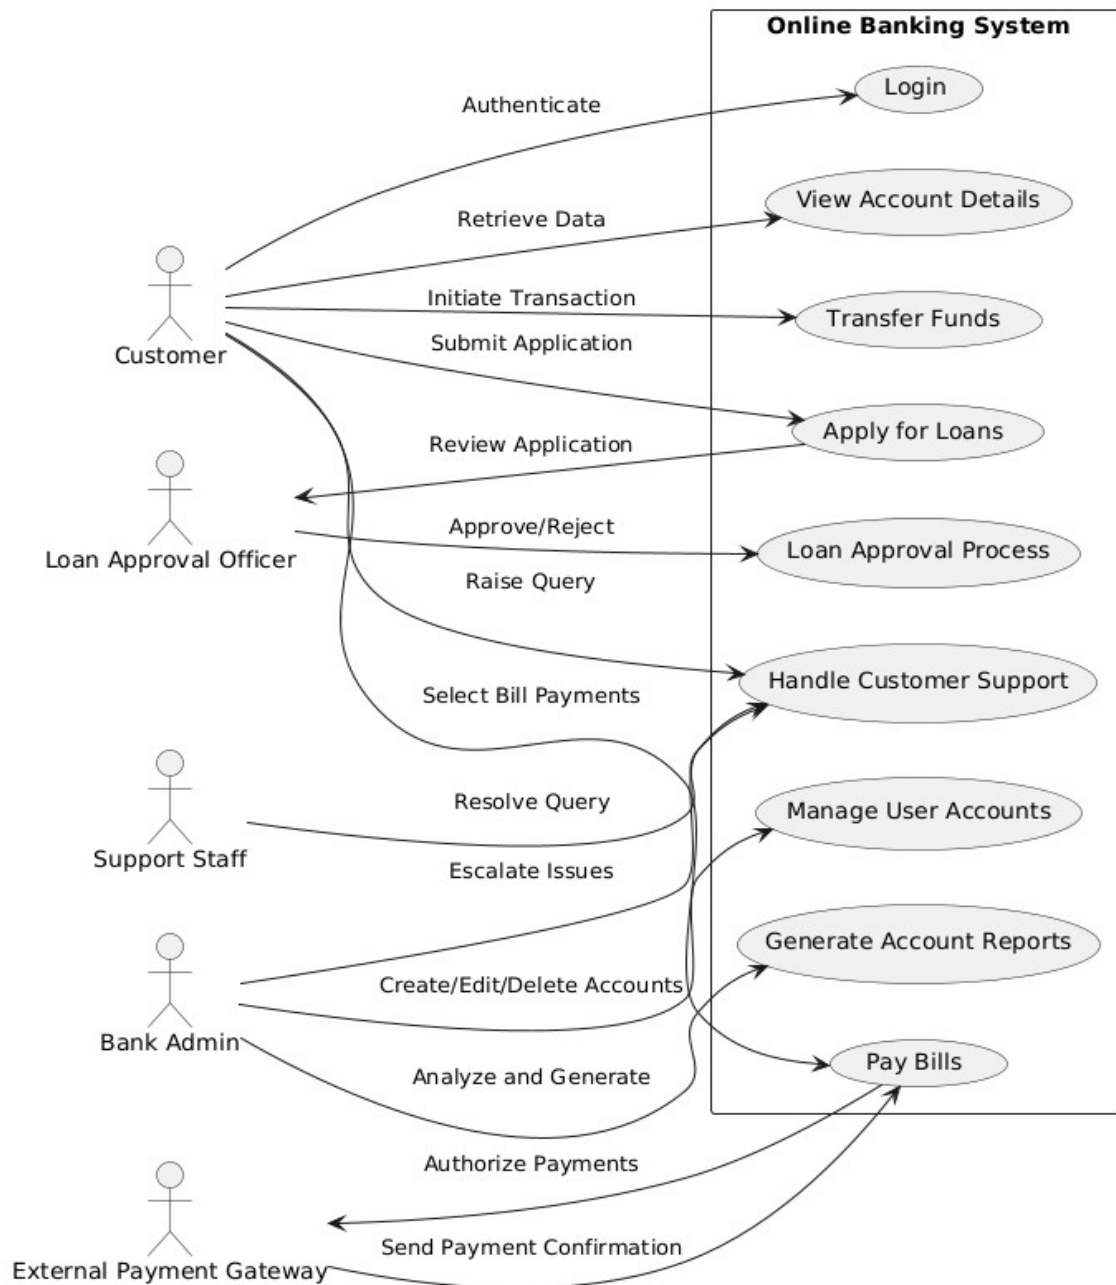 Online Banking System
Login
Authenticate
View Account Details
Retrieve Data
Initiate Transaction
Transfer Funds
Submit Application
Customer
Apply for Loans
Review Application
Approve/Reject
Loan Approval Process
Loan Approval Officer
Raise Query
Handle Customer Support
Select Bill Payments
Resolve Query
Manage User Accounts
Support Staff
Escalate Issues
Generate Account Reports
Create/Edit/Delete Accounts
Bank Admin
Pay Bills
Analyze and Generate
Authorize Payments
Send Payment Confirmation
External Payment Gateway